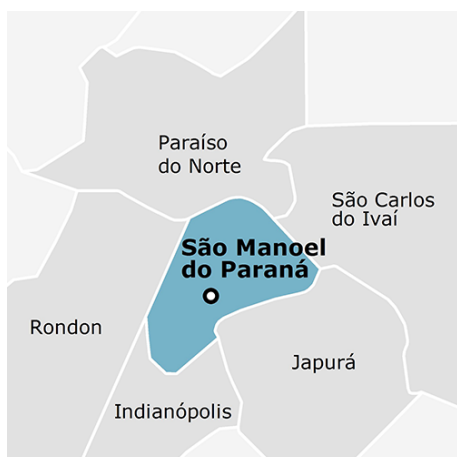 Paraíso
do Norte
São Carlos
do Ivaí
São Manoel
do Paraná
Rondon
Japurá
Indianópolis